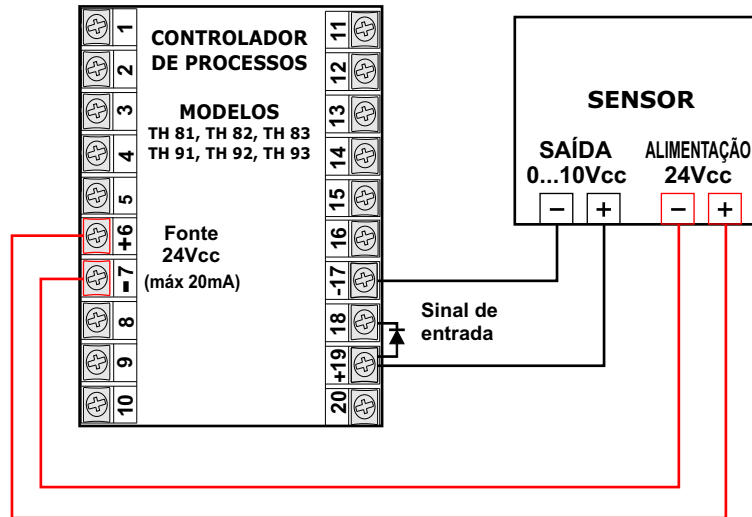 CONTROLADOR
DE PROCESSOS
MODELOS
TH 81, TH 82, TH 83
TH 91, TH 92, TH 93
1
2
3
4
5
+6
-7
8
9
10
Fonte
24Vcc
(máx 20mA)
11
12
13
14
15
16
-17
18
+19
20
Sinal de
entrada
SENSOR
SAÍDA
0...10Vcc
- +
ALIMENTAÇÃO
24Vcc
- +